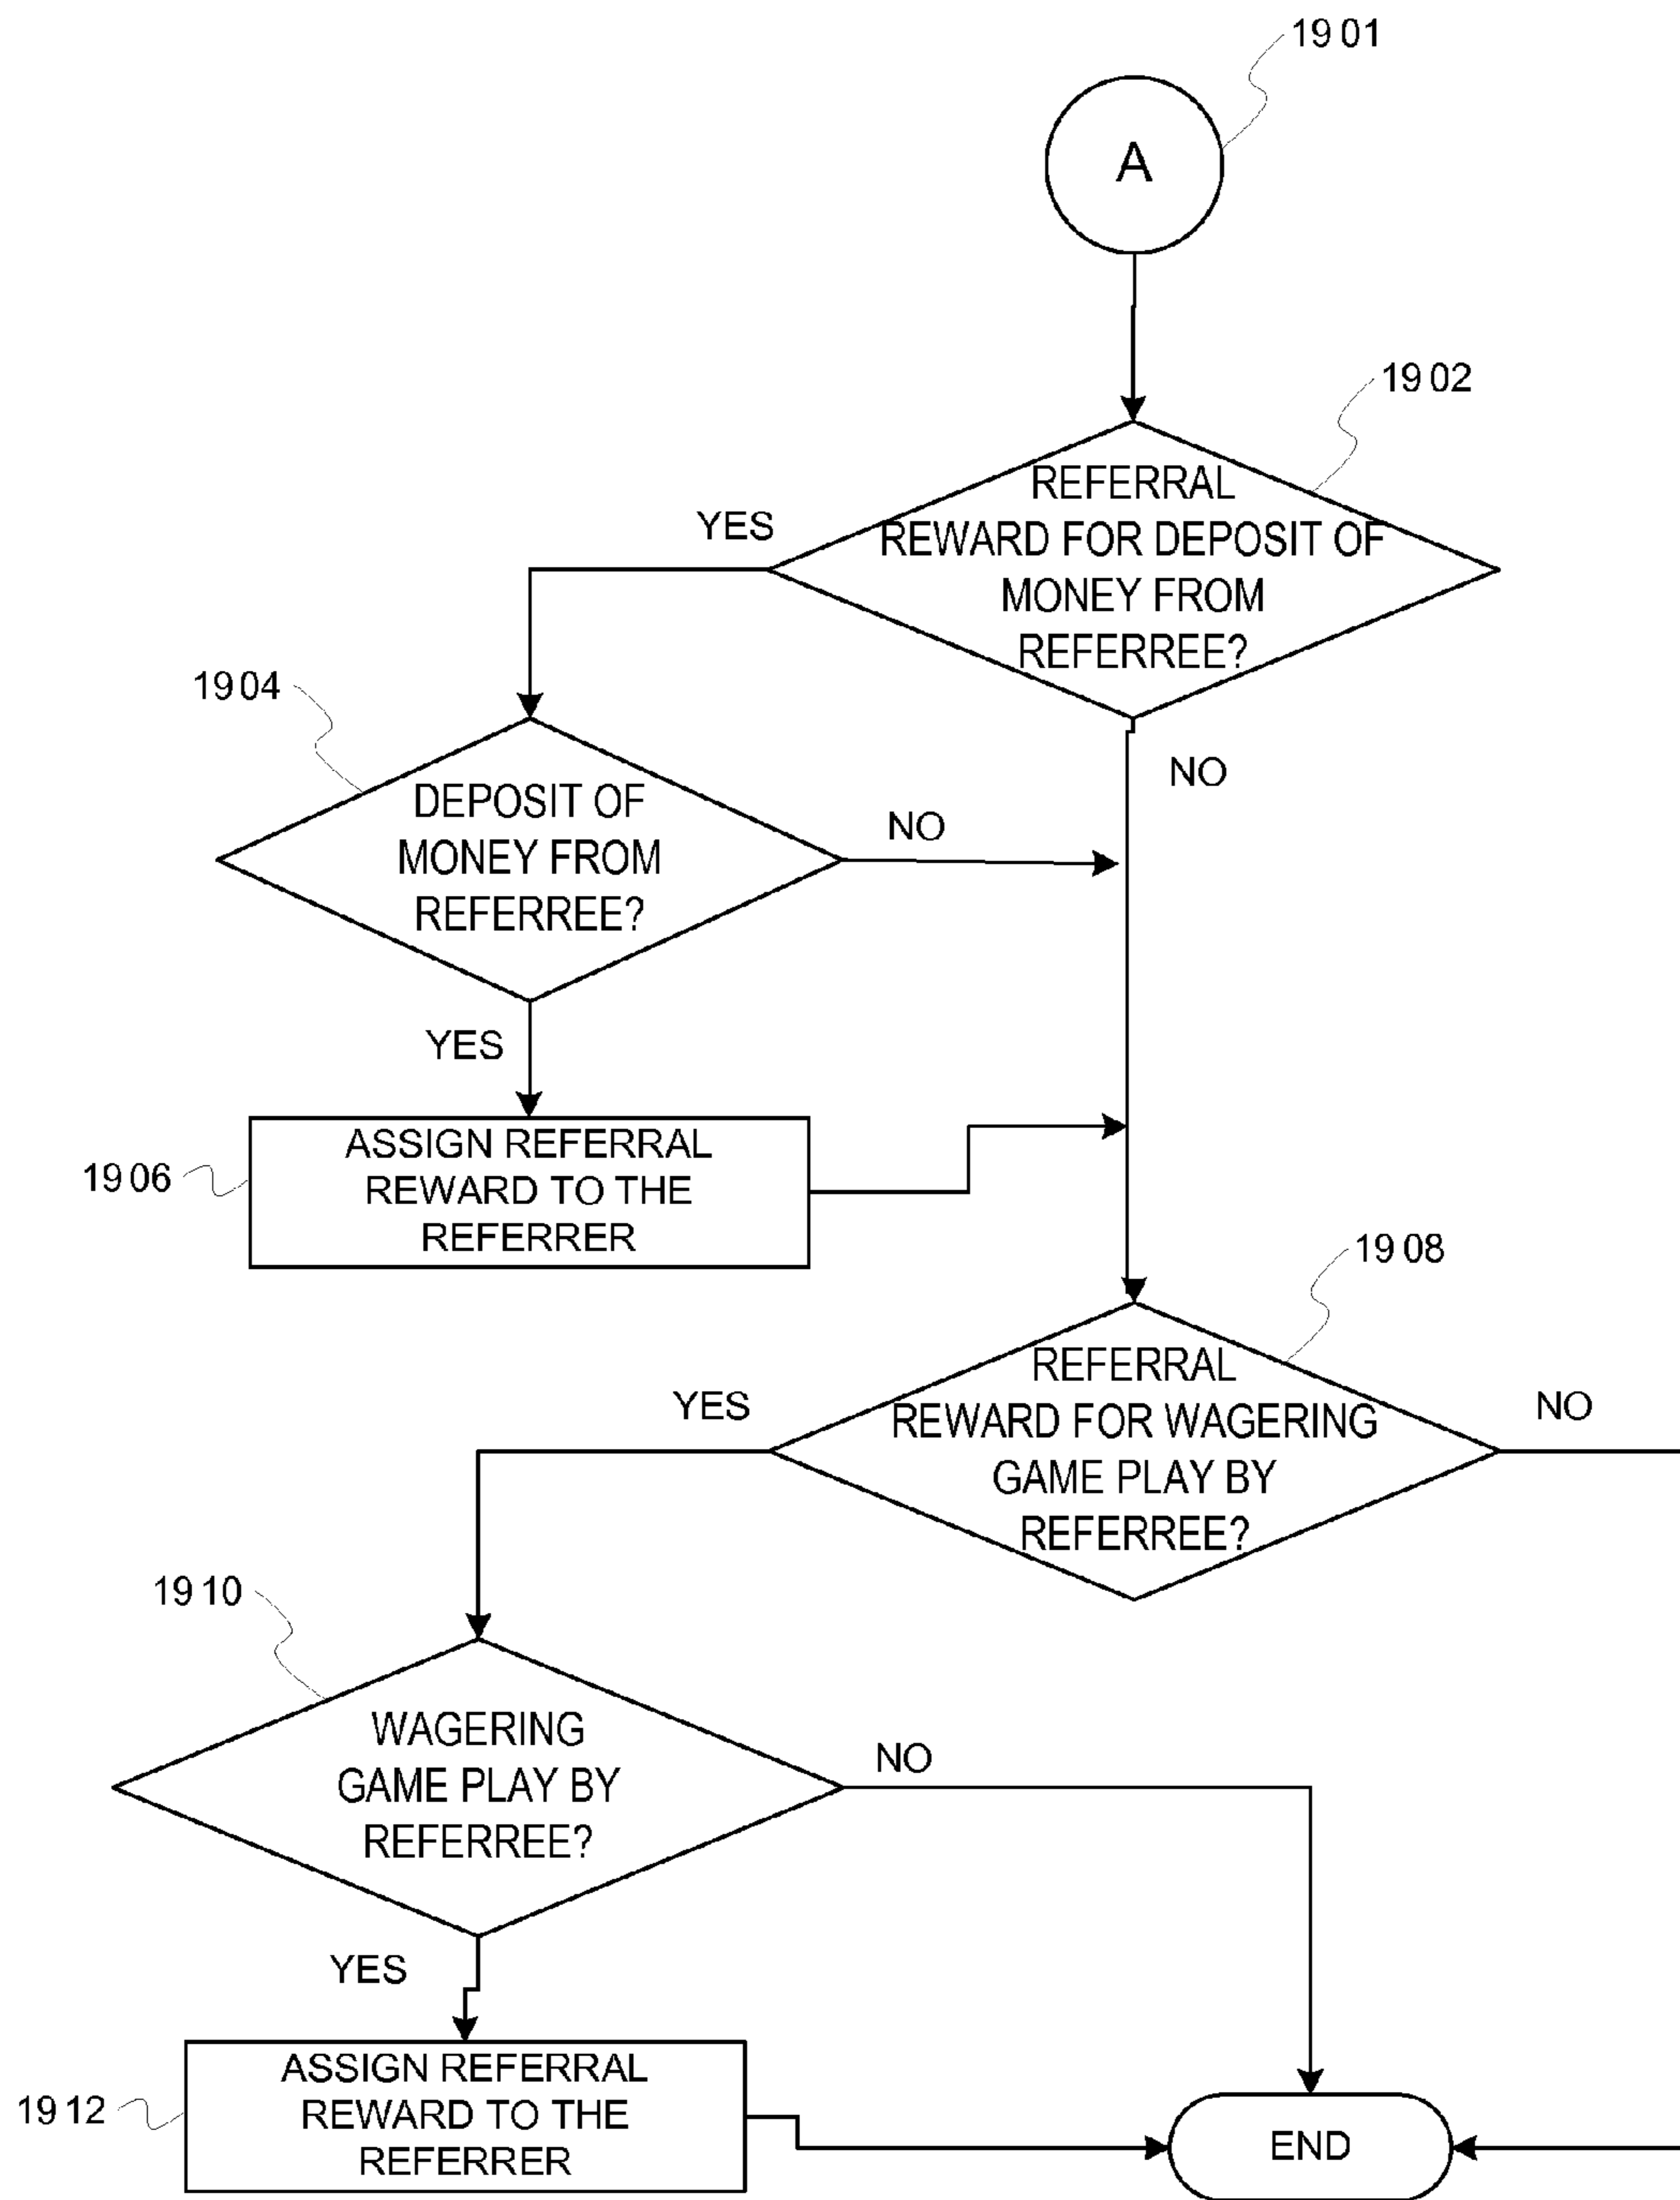 1901
A
1902
REFERRAL
REWARD FOR DEPOSIT OF
MONEY FROM
REFERREE?
YES
NO
1904
DEPOSIT OF
MONEY FROM
REFERREE?
NO
YES
1906
ASSIGN REFERRAL
REWARD TO THE
REFERRER
1908
REFERRAL
REWARD FOR WAGERING
GAME PLAY BY
REFERREE?
YES
NO
1910
WAGERING
GAME PLAY BY
REFERREE?
NO
YES
1912
ASSIGN REFERRAL
REWARD TO THE
REFERRER
END